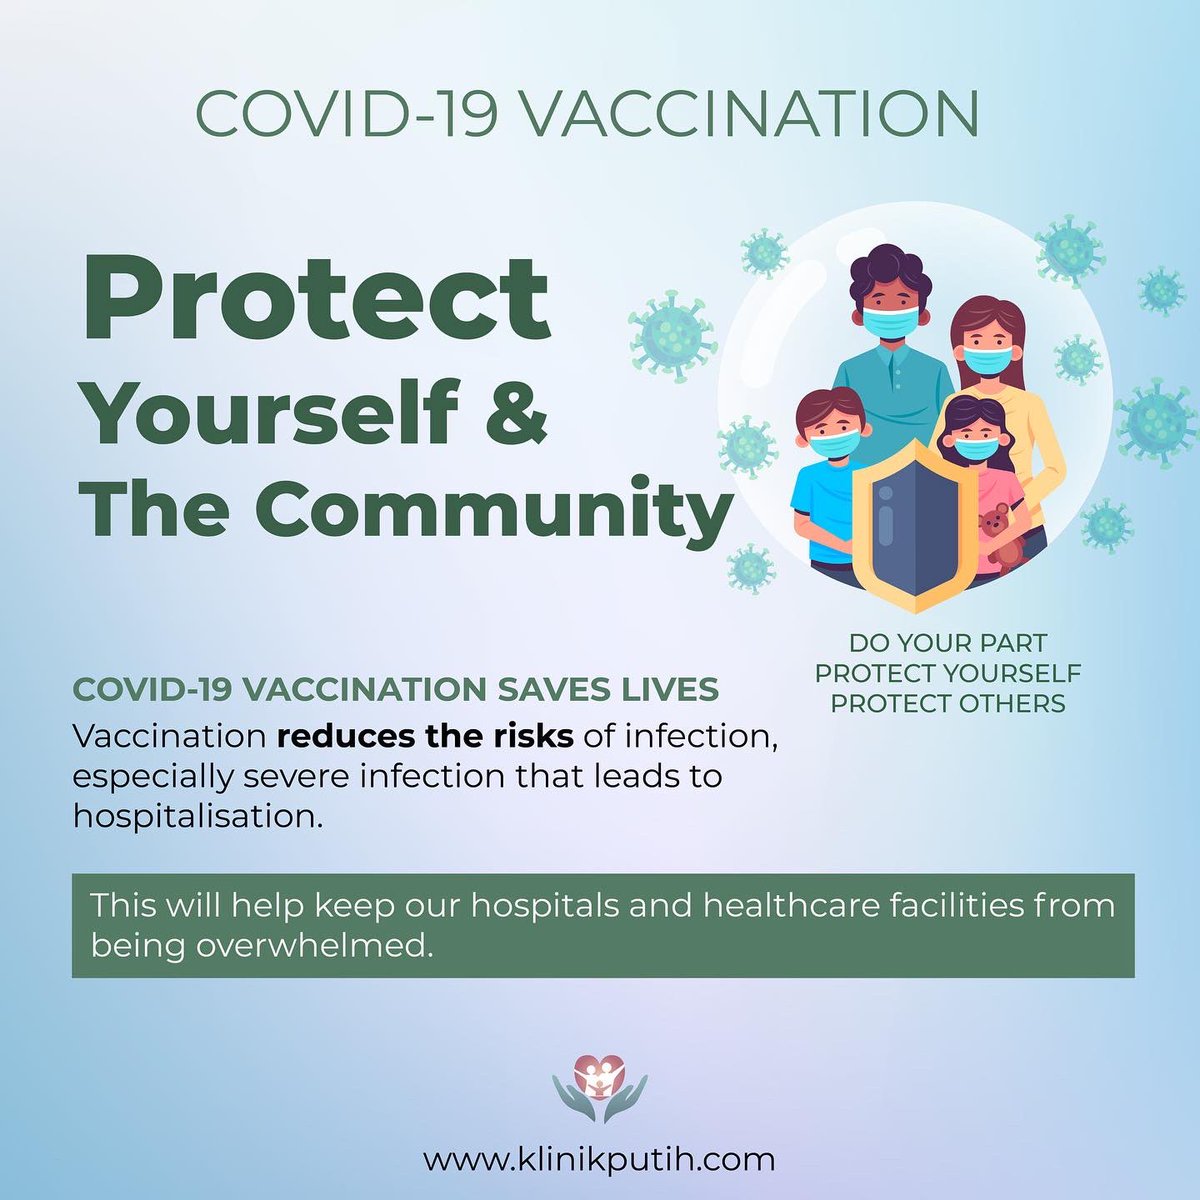 COVID-19 VACCINATION
Protect
Yourself &
The Community
DO YOUR PART
PROTECT YOURSELF
PROTECT OTHERS
COVID-19 VACCINATION SAVES LIVES
Vaccination reduces the risks of infection,
especially severe infection that leads to
hospitalisation.
This will help keep our hospitals and healthcare facilities from
being overwhelmed.
www.klinikputih.com